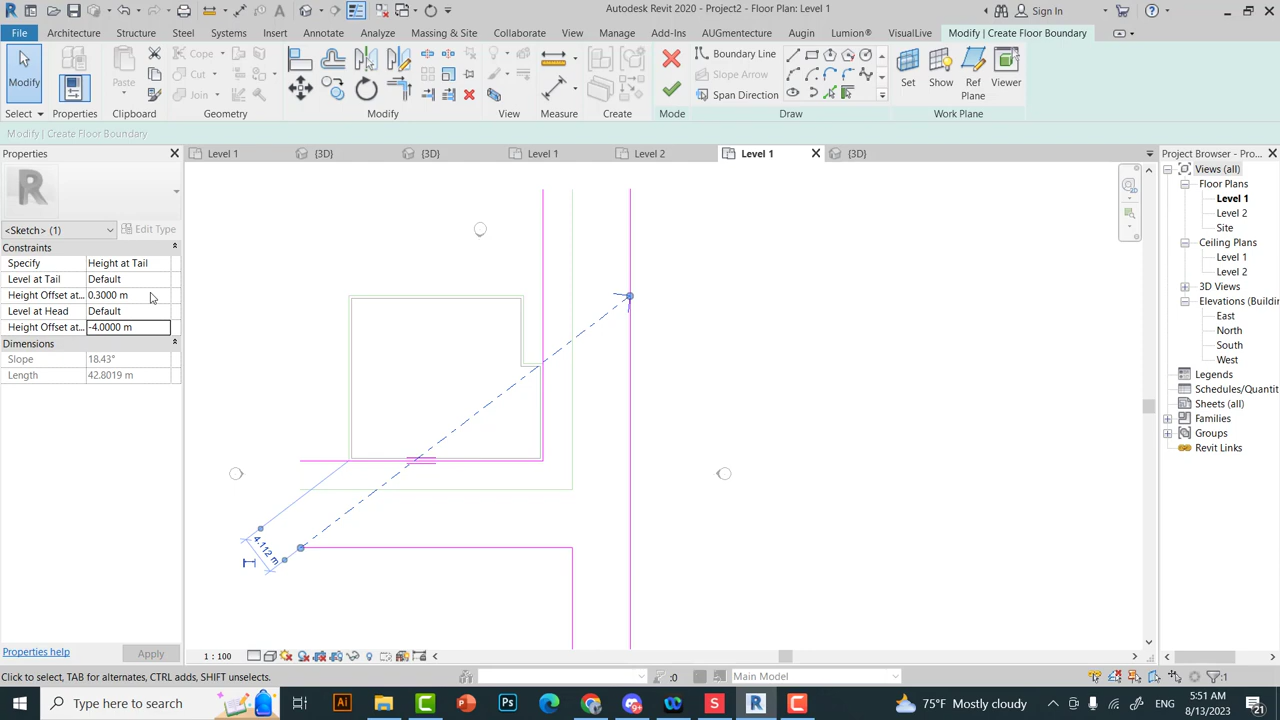 Autodesk Revit 2020 - Project2 - Floor Plan: Level 1
Sign In
File Architecture Structure Steel Systems Insert Annotate Analyze Massing & Site Collaborate View Manage Add-Ins AUGmentecture Augin Lumion® VisualLive Modify | Create Floor Boundary
Modify
Select
Properties
Paste
Clipboard
Cope
Cut
Join
Geometry
Modify
View
Measure
Create
Mode
Boundary Line
Slope Arrow
Span Direction
Draw
Set
Show
Ref
Plane
Viewer
Work Plane
Modify | Create Floor Boundary
Properties
Level 1
{3D}
{3D}
Level 1
Level 2
Level 1
{3D}
Project Browser - Pro...
<Sketch> (1)
Edit Type
Constraints
Specify Height at Tail
Level at Tail Default
Height Offset at... 0.3000 m
Level at Head Default
Height Offset at... -4.0000 m
Dimensions
Slope 18.43°
Length 42.8019 m
Properties help
Apply
4.112 m
Views (all)
Floor Plans
Level 1
Level 2
Site
Ceiling Plans
Level 1
Level 2
3D Views
Elevations (Building
East
North
South
West
Legends
Schedules/Quantit
Sheets (all)
Families
Groups
Revit Links
1 : 100
Click to select, TAB for alternates, CTRL adds, SHIFT unselects.
:0
Main Model
:1
Type here to search
75°F Mostly cloudy
ENG
5:51 AM
8/13/2023
21